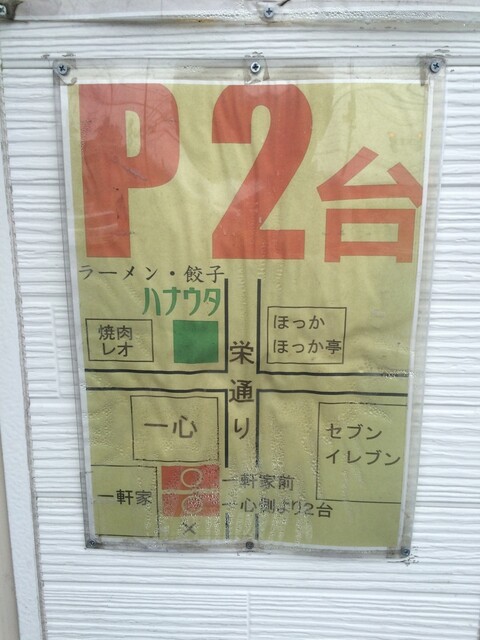 P2台
ラーメン・餃子
ハナウタ
焼肉
レオ
ほっか
ほっか亭
栄通り
一心
セブン
イレブン
一軒家
○一軒家前
○一心側より2台
×